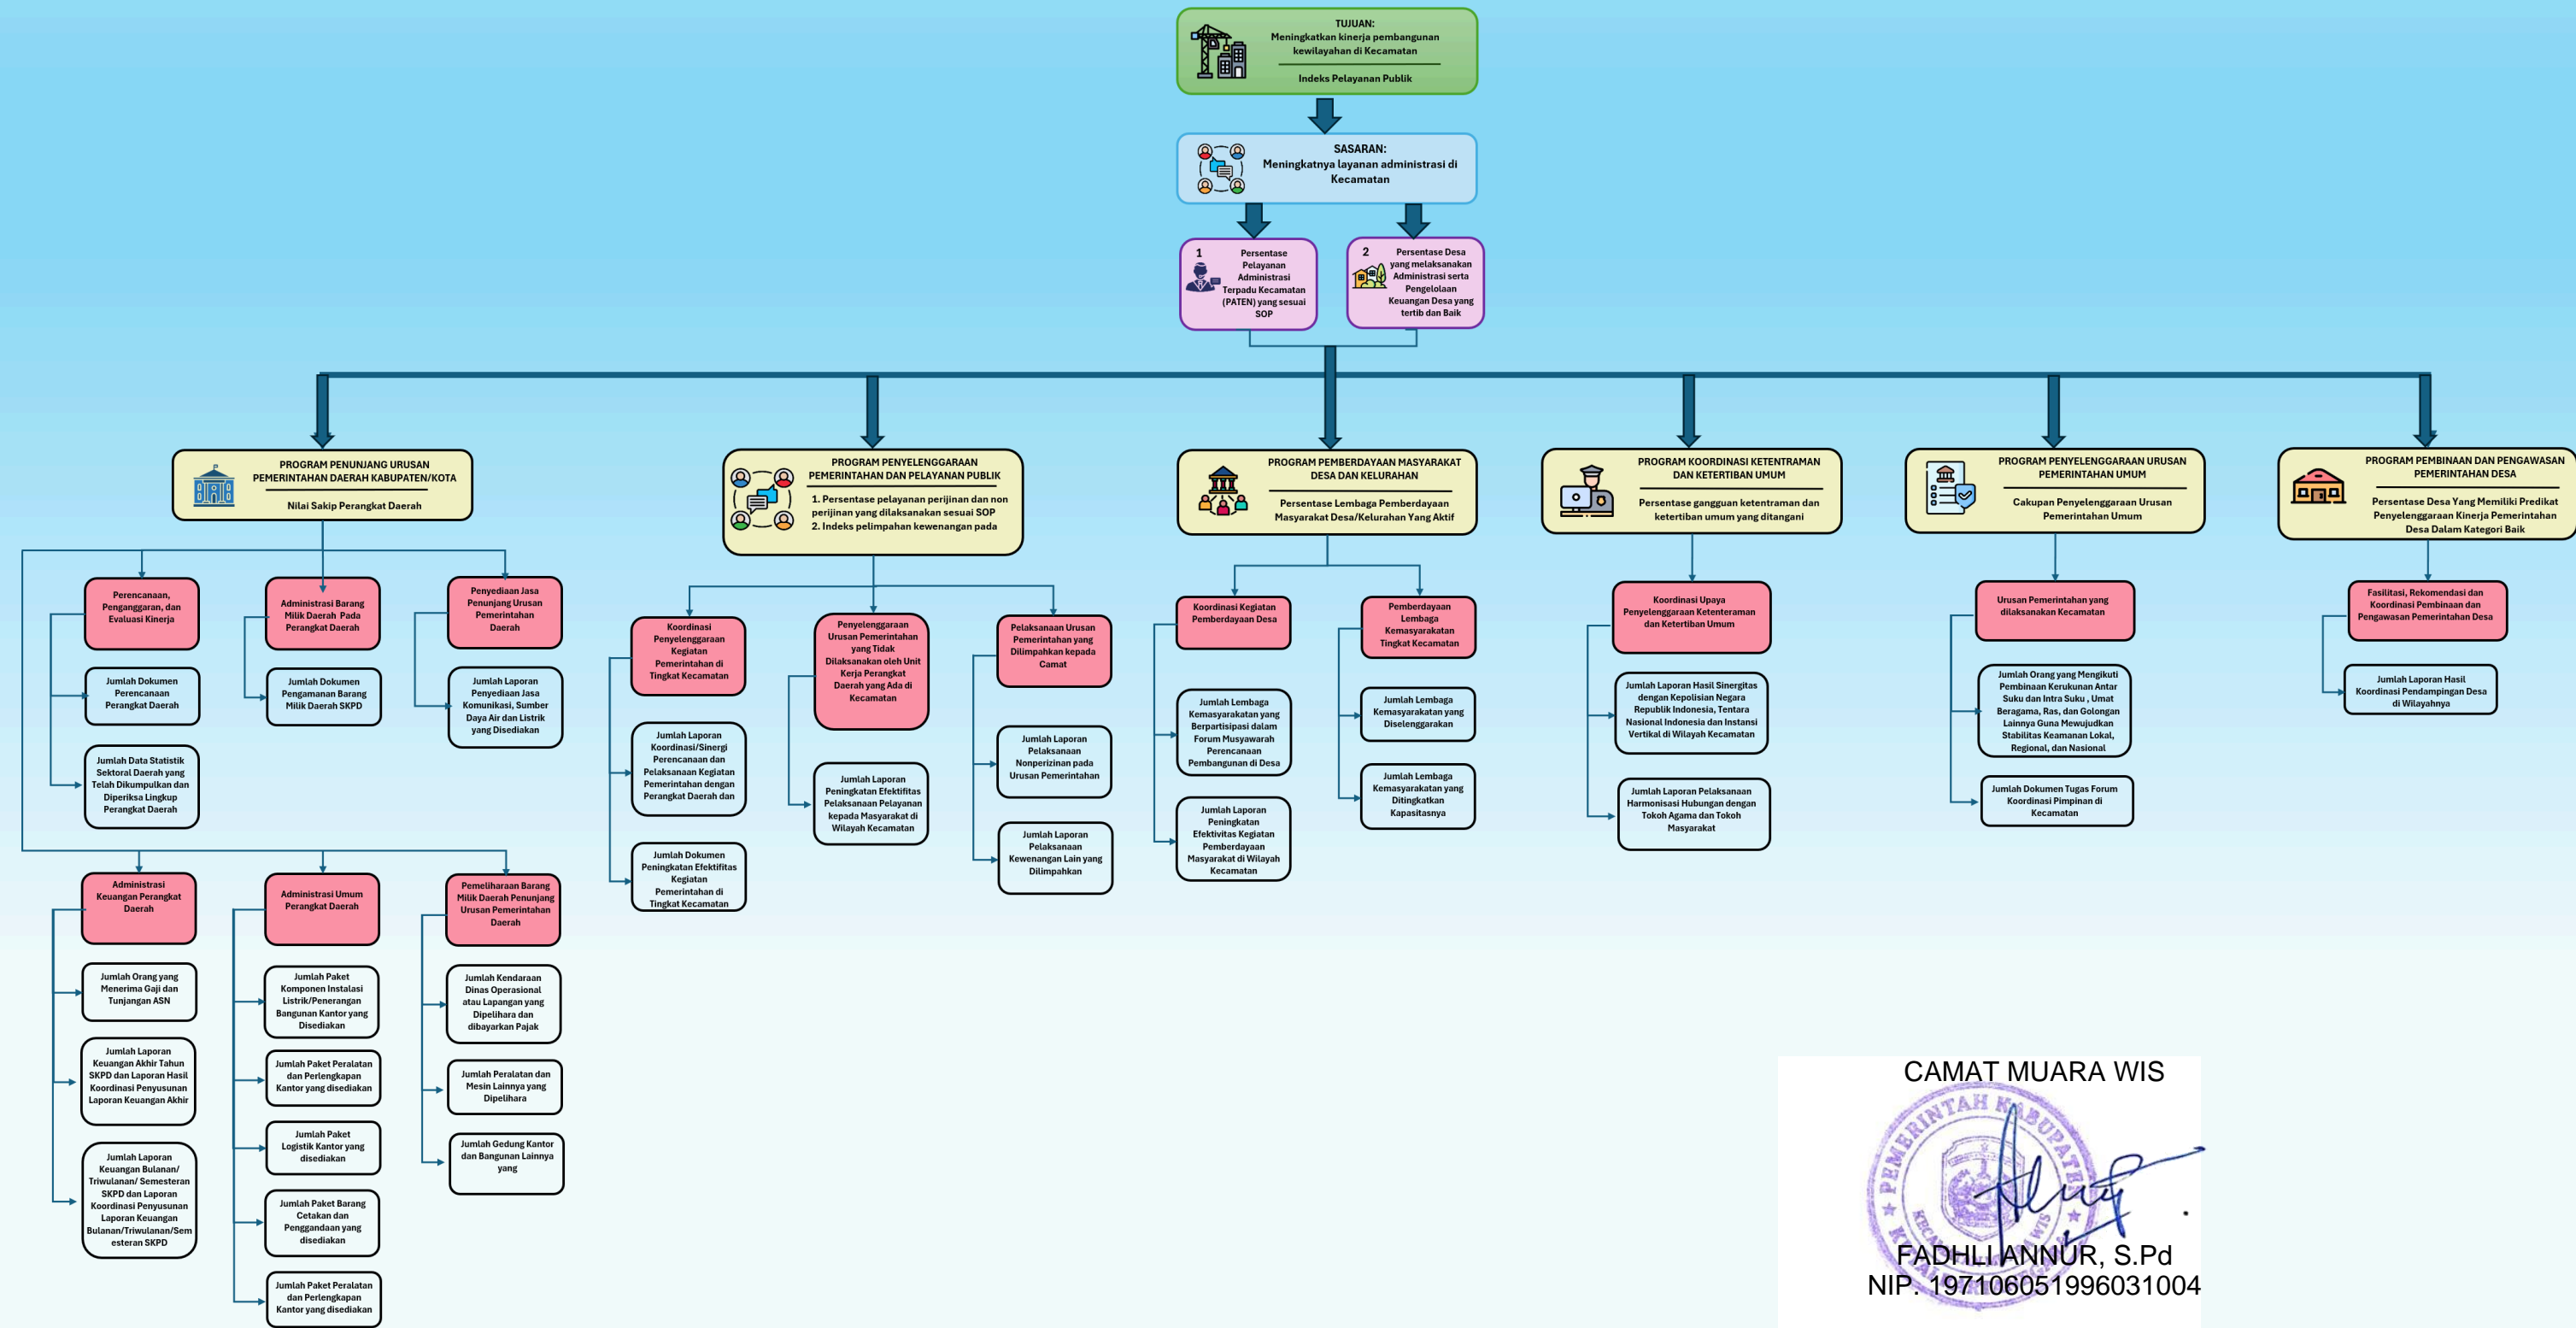 TUJUAN:
Meningkatkan kinerja pembangunan
kewilayahan di Kecamatan
Indeks Pelayanan Publik
SASARAN:
Meningkatnya layanan administrasi di
Kecamatan
1
Persentase
Pelayanan
Administrasi
Terpadu Kecamatan
(PATEN) yang sesuai
SOP
2
Persentase Desa
yang melaksanakan
Administrasi serta
Pengelolaan
Keuangan Desa yang
tertib dan Baik
PROGRAM PENUNJANG URUSAN
PEMERINTAHAN DAERAH KABUPATEN/KOTA
Nilai Sakip Perangkat Daerah
PROGRAM PENYELENGGARAAN
PEMERINTAHAN DAN PELAYANAN PUBLIK
1. Persentase pelayanan perijinan dan non
perijinan yang dilaksanakan sesuai SOP
2. Indeks pelimpahan kewenangan pada
PROGRAM PEMBERDAYAAN MASYARAKAT
DESA DAN KELURAHAN
Persentase Lembaga Pemberdayaan
Masyarakat Desa/Kelurahan Yang Aktif
PROGRAM KOORDINASI KETENTRAMAN
DAN KETERTIBAN UMUM
Persentase gangguan ketentraman dan
ketertiban umum yang ditangani
PROGRAM PENYELENGGARAAN URUSAN
PEMERINTAHAN UMUM
Cakupan Penyelenggaraan Urusan
Pemerintahan Umum
PROGRAM PEMBINAAN DAN PENGAWASAN
PEMERINTAHAN DESA
Persentase Desa Yang Memiliki Predikat
Penyelenggaraan Kinerja Pemerintahan
Desa Dalam Kategori Baik
Perencanaan,
Penganggaran, dan
Evaluasi Kinerja
Jumlah Dokumen
Perencanaan
Perangkat Daerah
Jumlah Data Statistik
Sektoral Daerah yang
Telah Dikumpulkan dan
Diperiksa Lingkup
Perangkat Daerah
Administrasi Barang
Milik Daerah Pada
Perangkat Daerah
Jumlah Dokumen
Pengamanan Barang
Milik Daerah SKPD
Penyediaan Jasa
Penunjang Urusan
Pemerintahan
Daerah
Jumlah Laporan
Penyediaan Jasa
Komunikasi, Sumber
Daya Air dan Listrik
yang Disediakan
Administrasi
Keuangan Perangkat
Daerah
Jumlah Orang yang
Menerima Gaji dan
Tunjangan ASN
Jumlah Laporan
Keuangan Akhir Tahun
SKPD dan Laporan Hasil
Koordinasi Penyusunan
Laporan Keuangan Akhir
Jumlah Laporan
Keuangan Bulanan/
Triwulanan/ Semesteran
SKPD dan Laporan
Koordinasi Penyusunan
Laporan Keuangan
Bulanan/Triwulanan/Sem
esteran SKPD
Administrasi Umum
Perangkat Daerah
Jumlah Paket
Komponen Instalasi
Listrik/Penerangan
Bangunan Kantor yang
Disediakan
Jumlah Paket Peralatan
dan Perlengkapan
Kantor yang disediakan
Jumlah Paket
Logistik Kantor yang
disediakan
Jumlah Paket Barang
Cetakan dan
Penggandaan yang
disediakan
Jumlah Paket Peralatan
dan Perlengkapan
Kantor yang disediakan
Pemeliharaan Barang
Milik Daerah Penunjang
Urusan Pemerintahan
Daerah
Jumlah Kendaraan
Dinas Operasional
atau Lapangan yang
Dipelihara dan
dibayarkan Pajak
Jumlah Peralatan dan
Mesin Lainnya yang
Dipelihara
Jumlah Gedung Kantor
dan Bangunan Lainnya
yang
Koordinasi
Penyelenggaraan
Kegiatan
Pemerintahan di
Tingkat Kecamatan
Jumlah Laporan
Koordinasi/Sinergi
Perencanaan dan
Pelaksanaan Kegiatan
Pemerintahan dengan
Perangkat Daerah dan
Jumlah Dokumen
Peningkatan Efektifitas
Kegiatan
Pemerintahan di
Tingkat Kecamatan
Penyelenggaraan
Urusan Pemerintahan
yang Tidak
Dilaksanakan oleh Unit
Kerja Perangkat
Daerah yang Ada di
Kecamatan
Jumlah Laporan
Peningkatan Efektifitas
Pelaksanaan Pelayanan
kepada Masyarakat di
Wilayah Kecamatan
Pelaksanaan Urusan
Pemerintahan yang
Dilimpahkan kepada
Camat
Jumlah Laporan
Pelaksanaan
Nonperizinan pada
Urusan Pemerintahan
Jumlah Laporan
Pelaksanaan
Kewenangan Lain yang
Dilimpahkan
Koordinasi Kegiatan
Pemberdayaan Desa
Jumlah Lembaga
Kemasyarakatan yang
Berpartisipasi dalam
Forum Musyawarah
Perencanaan
Pembangunan di Desa
Jumlah Laporan
Peningkatan
Efektivitas Kegiatan
Pemberdayaan
Masyarakat di Wilayah
Kecamatan
Pemberdayaan
Lembaga
Kemasyarakatan
Tingkat Kecamatan
Jumlah Lembaga
Kemasyarakatan yang
Diselenggarakan
Jumlah Lembaga
Kemasyarakatan yang
Ditingkatkan
Kapasitasnya
Koordinasi Upaya
Penyelenggaraan Ketenteraman
dan Ketertiban Umum
Jumlah Laporan Hasil Sinergitas
dengan Kepolisian Negara
Republik Indonesia, Tentara
Nasional Indonesia dan Instansi
Vertikal di Wilayah Kecamatan
Jumlah Laporan Pelaksanaan
Harmonisasi Hubungan dengan
Tokoh Agama dan Tokoh
Masyarakat
Urusan Pemerintahan yang
dilaksanakan Kecamatan
Jumlah Orang yang Mengikuti
Pembinaan Kerukunan Antar
Suku dan Intra Suku , Umat
Beragama, Ras, dan Golongan
Lainnya Guna Mewujudkan
Stabilitas Keamanan Lokal,
Regional, dan Nasional
Jumlah Dokumen Tugas Forum
Koordinasi Pimpinan di
Kecamatan
Fasilitasi, Rekomendasi dan
Koordinasi Pembinaan dan
Pengawasan Pemerintahan Desa
Jumlah Laporan Hasil
Koordinasi Pendampingan Desa
di Wilayahnya
CAMAT MUARA WIS
PEMERINTAH KABUPATEN
FADHLI ANNUR, S.Pd
NIP. 197106051996031004